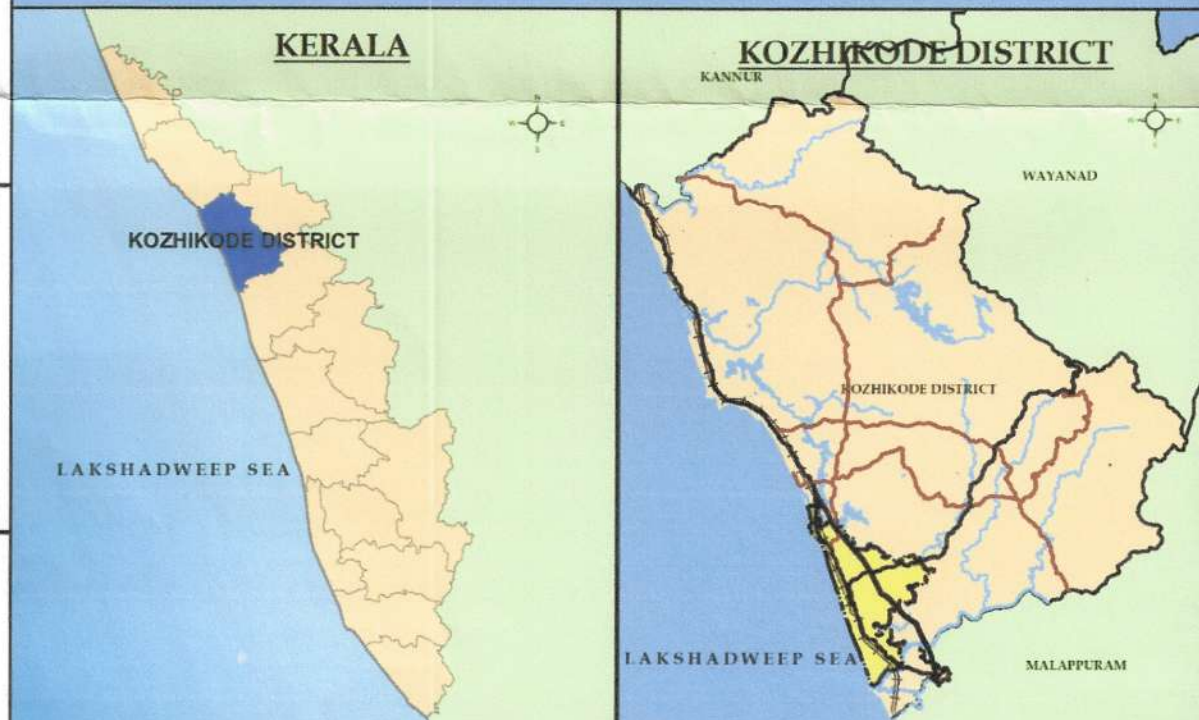 KERALA
KOZHIKODE DISTRICT
LAKSHADWEEP SEA
KOZHIKODE DISTRICT
KANNUR
WAYANAD
KOZHIKODE DISTRICT
LAKSHADWEEP SEA
MALAPPURAM